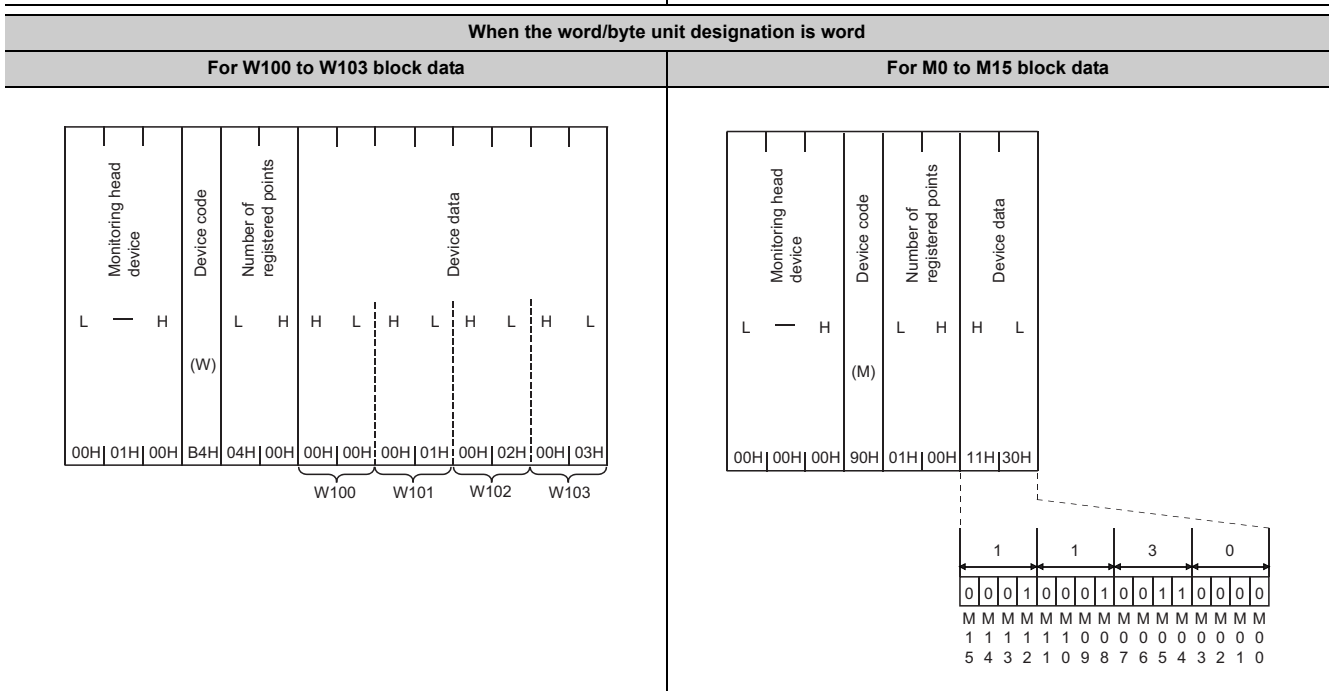 When the word/byte unit designation is word
For W100 to W103 block data
For M0 to M15 block data
Monitoring head
device
Device code
Number of
registered points
Device data
L — H L H H L H L H L H L
(W)
00H 01H 00H B4H 04H 00H 00H 00H 00H 01H 00H 02H 00H 03H
W100 W101 W102 W103
Monitoring head
device
Device code
Number of
registered points
Device data
L — H L H H L
(M)
00H 00H 00H 90H 01H 00H 11H 30H
1 1 3 0
0 0 0 1 0 0 0 1 0 0 1 1 0 0 0 0
M M M M M M M M M M M M M M M M
1 1 1 1 1 1 0 0 0 0 0 0 0 0 0 0
5 4 3 2 1 0 9 8 7 6 5 4 3 2 1 0